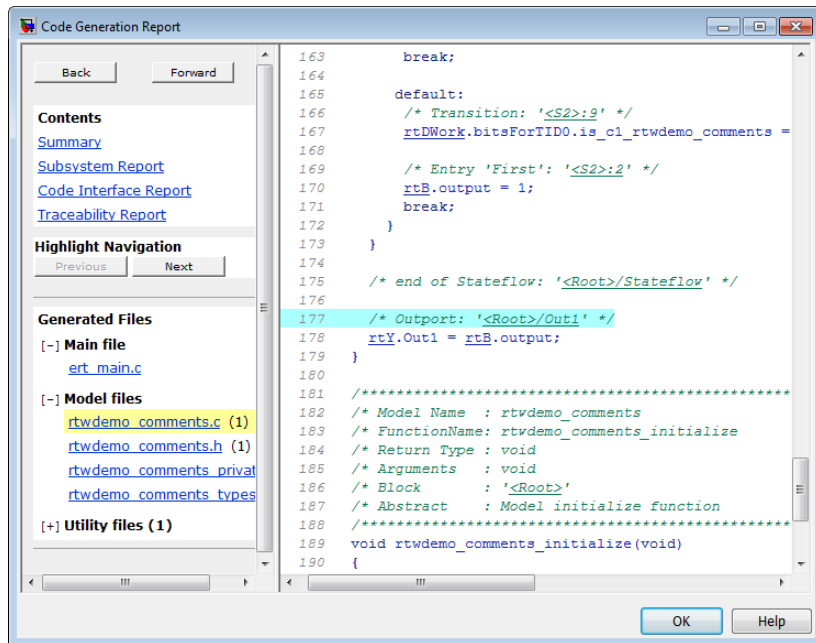 Code Generation Report
Back Forward
Contents
Summary
Subsystem Report
Code Interface Report
Traceability Report
Highlight Navigation
Previous Next
Generated Files
[-] Main file
ert_main.c
[-] Model files
rtwdemo_comments.c (1)
rtwdemo_comments.h (1)
rtwdemo_comments_privat
rtwdemo_comments_types
[+] Utility files (1)
163 break;
164
165 default:
166 /* Transition: '<S2>:9' */
167 rtDWork.bitsForTID0.is_c1_rtwdemo_comments =
168
169 /* Entry 'First': '<S2>:2' */
170 rtB.output = 1;
171 break;
172 }
173 }
174
175 /* end of Stateflow: '<Root>/Stateflow' */
176
177 /* Outport: '<Root>/Out1' */
178 rtY.Out1 = rtB.output;
179 }
180
181 /*************************************************
182 /* Model Name : rtwdemo_comments
183 /* FunctionName: rtwdemo_comments_initialize
184 /* Return Type : void
185 /* Arguments : void
186 /* Block : '<Root>'
187 /* Abstract : Model initialize function
188 /*************************************************
189 void rtwdemo_comments_initialize(void)
190 {
OK Help